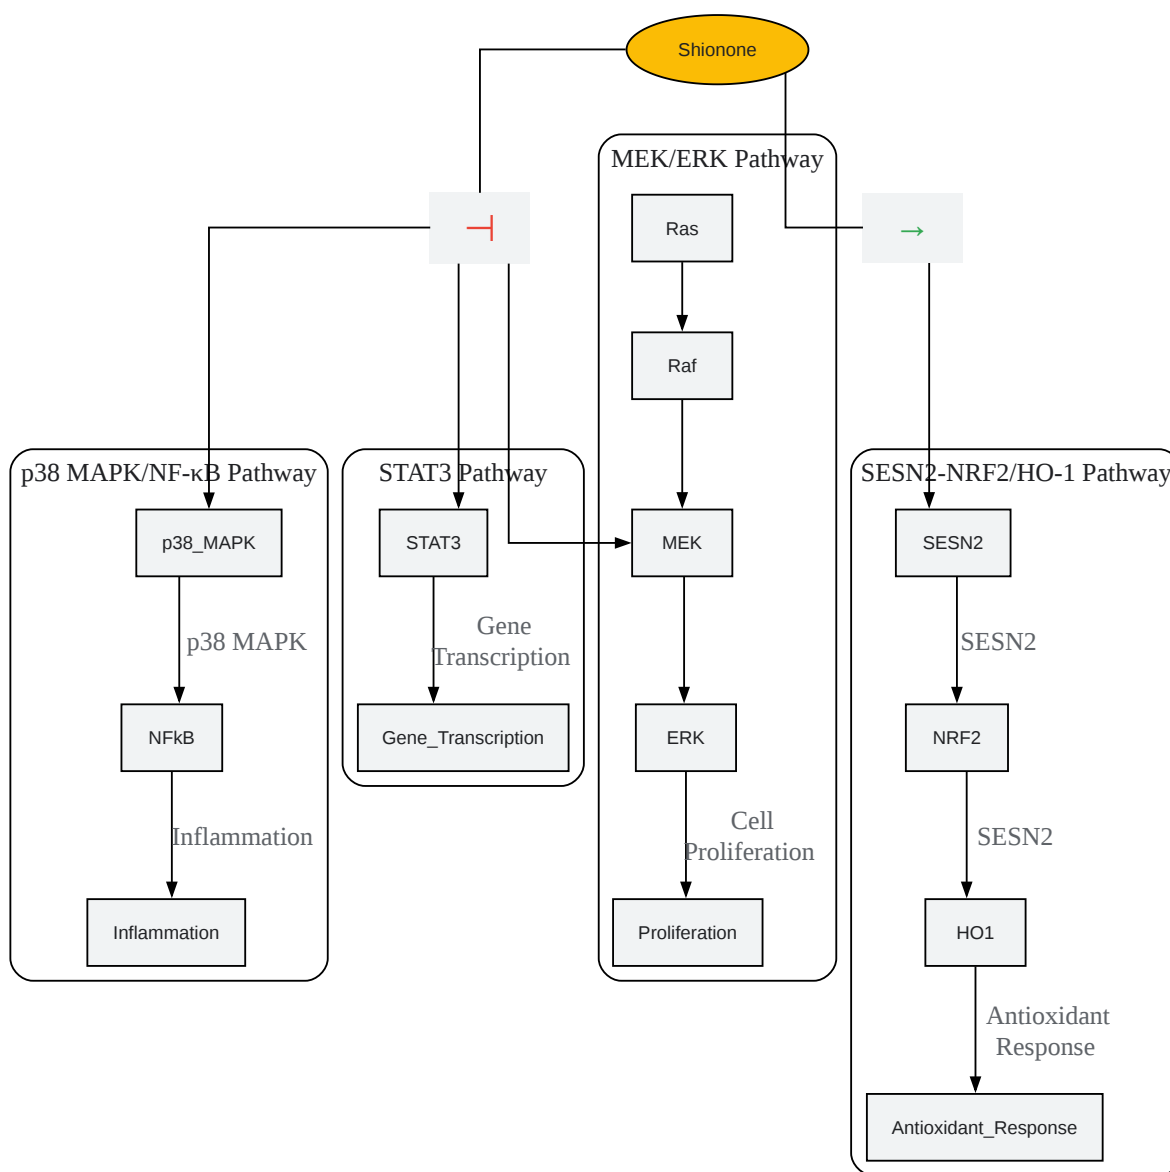 Shionone
MEK/ERK Pathway
⊣
Ras
→
Raf
p38 MAPK/NF-κB Pathway
STAT3 Pathway
SESN2-NRF2/HO-1 Pathway
p38_MAPK
STAT3
MEK
SESN2
p38 MAPK
Gene
Transcription
SESN2
NFkB
Gene_Transcription
ERK
NRF2
Inflammation
Cell
Proliferation
SESN2
Inflammation
Proliferation
HO1
Antioxidant
Response
Antioxidant_Response